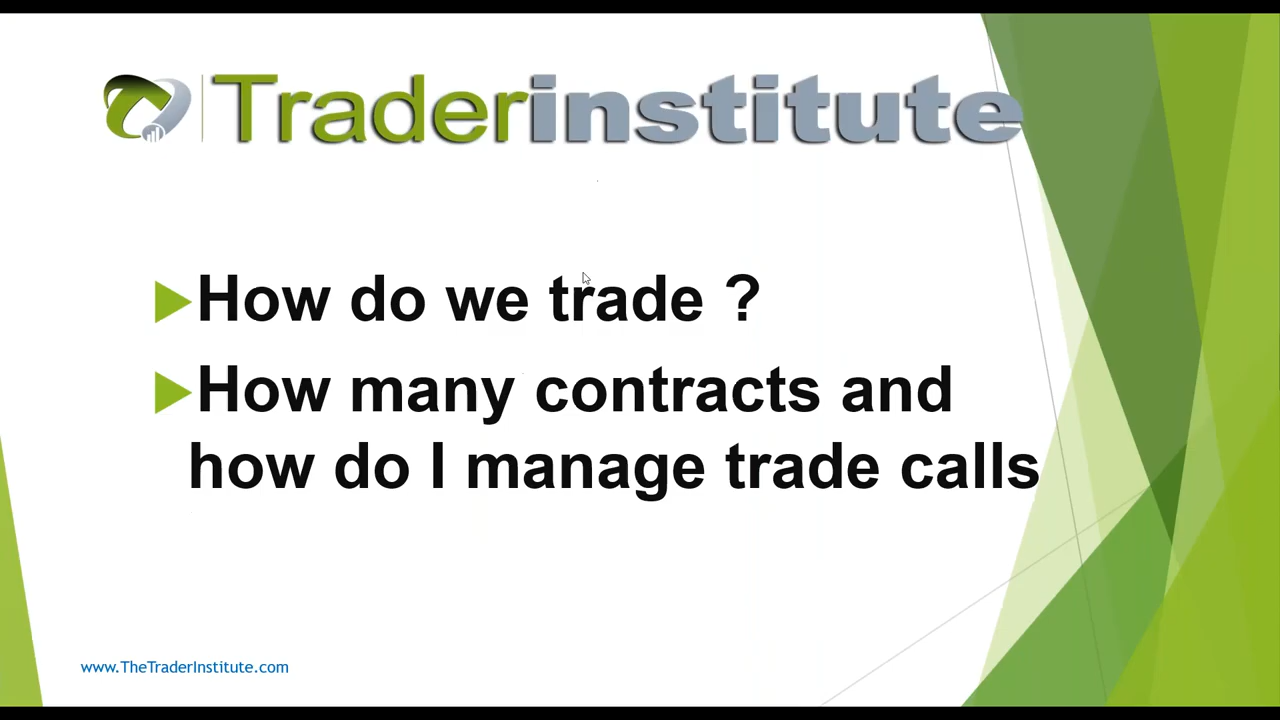 Traderinstitute
How do we trade ?
How many contracts and
how do I manage trade calls
www.TheTraderInstitute.com